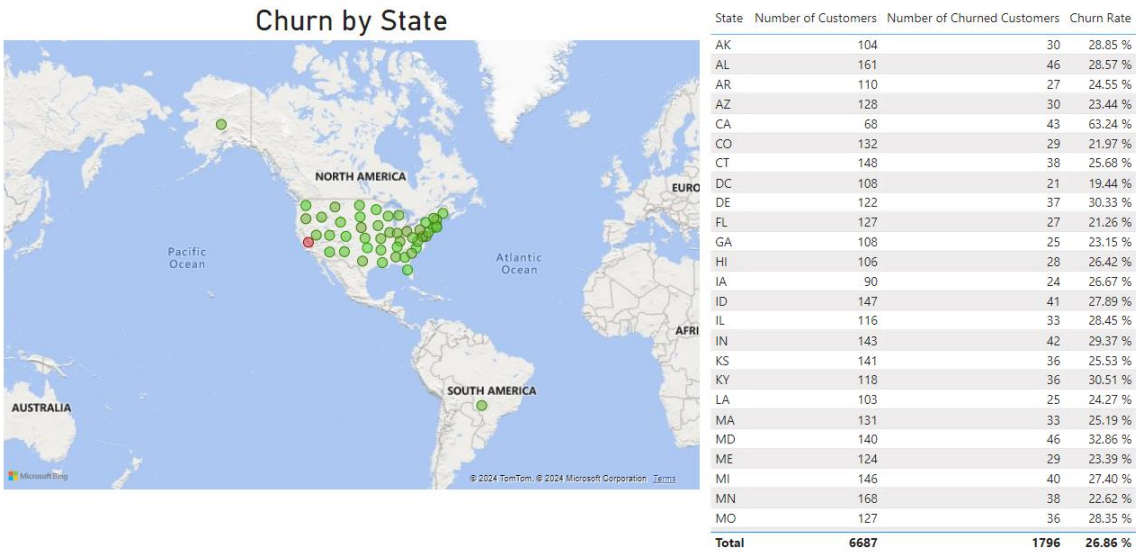 Churn by State
NORTH AMERICA
EURO
Pacific
Ocean
Atlantic
Ocean
AFRI
SOUTH AMERICA
AUSTRALIA
Microsoft Bing
© 2024 TomTom, © 2024 Microsoft Corporation Terms
State Number of Customers Number of Churned Customers Churn Rate
AK 104 30 28.85 %
AL 161 46 28.57 %
AR 110 27 24.55 %
AZ 128 30 23.44 %
CA 68 43 63.24 %
CO 132 29 21.97 %
CT 148 38 25.68 %
DC 108 21 19.44 %
DE 122 37 30.33 %
FL 127 27 21.26 %
GA 108 25 23.15 %
HI 106 28 26.42 %
IA 90 24 26.67 %
ID 147 41 27.89 %
IL 116 33 28.45 %
IN 143 42 29.37 %
KS 141 36 25.53 %
KY 118 36 30.51 %
LA 103 25 24.27 %
MA 131 33 25.19 %
MD 140 46 32.86 %
ME 124 29 23.39 %
MI 146 40 27.40 %
MN 168 38 22.62 %
MO 127 36 28.35 %
Total 6687 1796 26.86 %